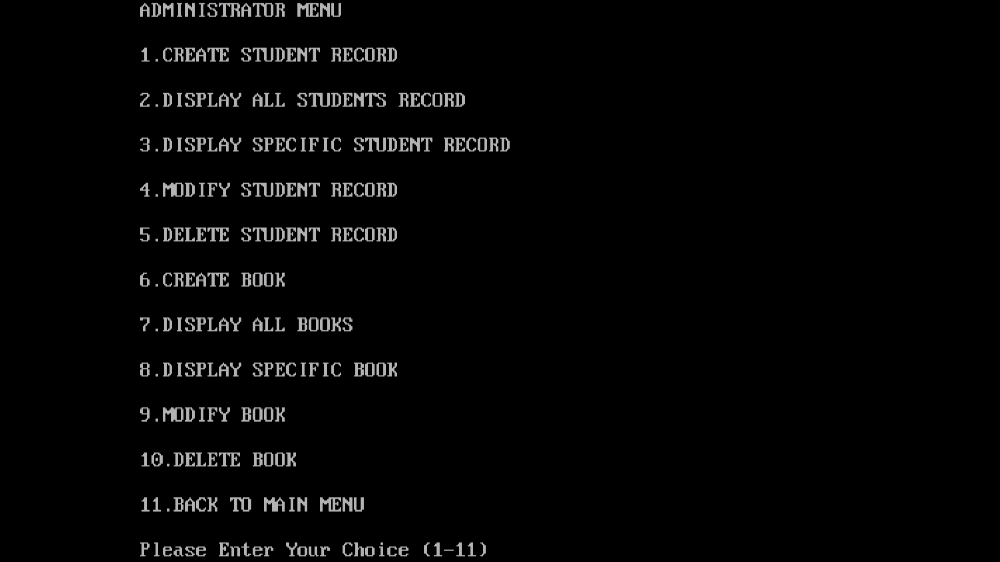 ADMINISTRATOR MENU
1.CREATE STUDENT RECORD
2.DISPLAY ALL STUDENTS RECORD
3.DISPLAY SPECIFIC STUDENT RECORD
4.MODIFY STUDENT RECORD
5.DELETE STUDENT RECORD
6.CREATE BOOK
7.DISPLAY ALL BOOKS
8.DISPLAY SPECIFIC BOOK
9.MODIFY BOOK
10.DELETE BOOK
11.BACK TO MAIN MENU
Please Enter Your Choice (1-11)